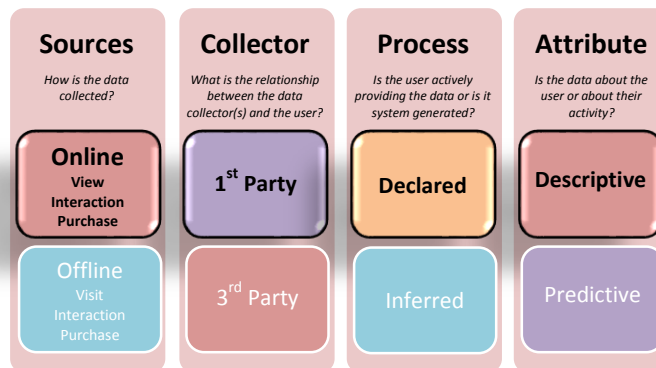 Sources
How is the data
collected?
Online
View
Interaction
Purchase
Offline
Visit
Interaction
Purchase
Collector
What is the relationship
between the data
collector(s) and the user?
1st Party
3rd Party
Process
Is the user actively
providing the data or is it
system generated?
Declared
Inferred
Attribute
Is the data about the
user or about their
activity?
Descriptive
Predictive